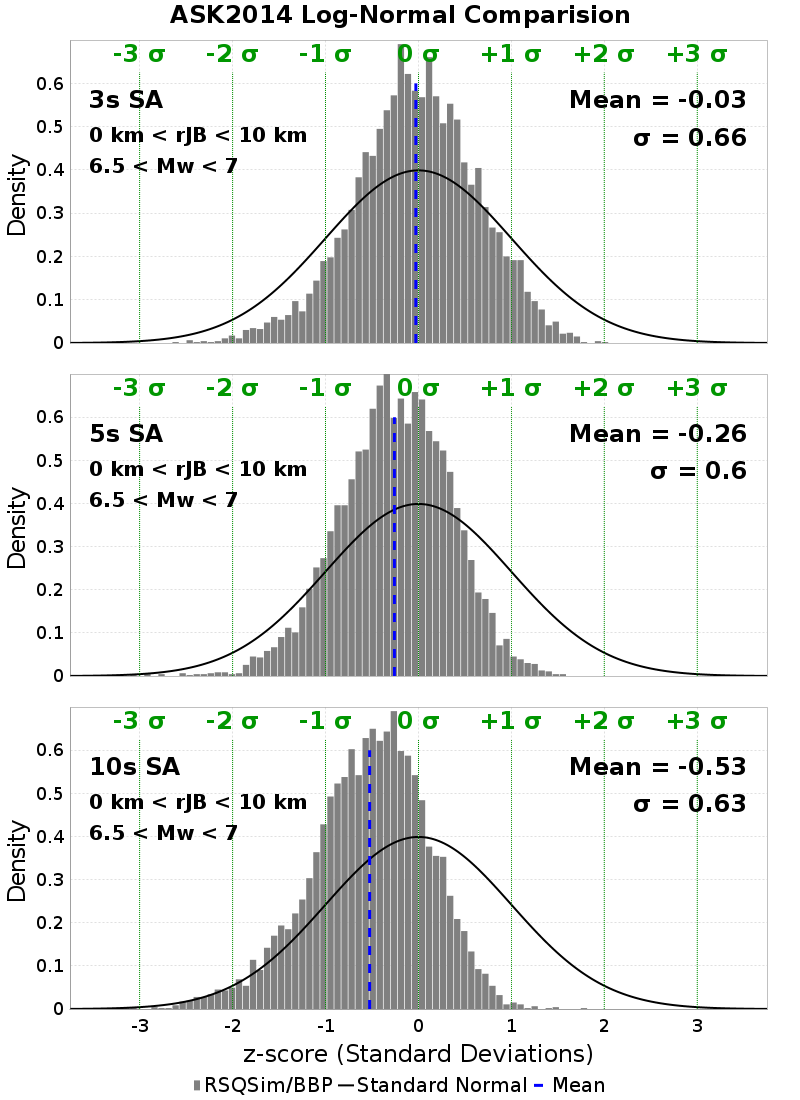 ASK2014 Log-Normal Comparision
-3 σ -2 σ -1 σ 0 σ +1 σ +2 σ +3 σ
3s SA
0 km < rJB < 10 km
6.5 < Mw < 7
Mean = -0.03
σ = 0.66
Density
0.6
0.5
0.4
0.3
0.2
0.1
0
-3 σ -2 σ -1 σ 0 σ +1 σ +2 σ +3 σ
5s SA
0 km < rJB < 10 km
6.5 < Mw < 7
Mean = -0.26
σ = 0.6
Density
0.6
0.5
0.4
0.3
0.2
0.1
0
-3 σ -2 σ -1 σ 0 σ +1 σ +2 σ +3 σ
10s SA
0 km < rJB < 10 km
6.5 < Mw < 7
Mean = -0.53
σ = 0.63
Density
0.6
0.5
0.4
0.3
0.2
0.1
0
-3 -2 -1 0 1 2 3
z-score (Standard Deviations)
RSQSim/BBP Standard Normal Mean